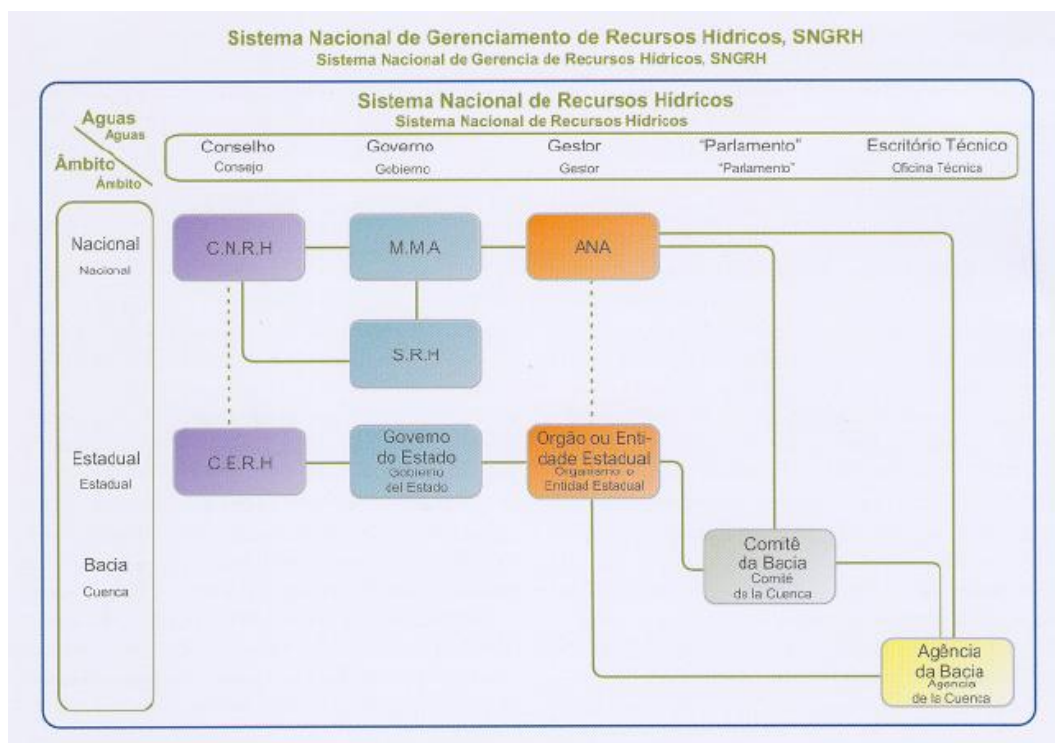 Sistema Nacional de Gerenciamento de Recursos Hídricos, SNGRH
Sistema Nacional de Gerencia de Recursos Hídricos, SNGRH
Sistema Nacional de Recursos Hídricos
Sistema Nacional de Recursos Hídricos
Águas
Aguas
Âmbito
Ámbito
Conselho
Consejo
Governo
Gobierno
Gestor
Gestor
"Parlamento"
"Parlamento"
Escritório Técnico
Oficina Técnica
Nacional
Nacional
C.N.R.H
M.M.A
ANA
S.R.H
Estadual
Estadual
C.E.R.H
Governo
do Estado
Gobierno
del Estado
Orgão ou Enti-
dade Estadual
Organismo o
Entidad Estadual
Bacia
Cuenca
Comitê
da Bacia
Comité
de la Cuenca
Agência
da Bacia
Agencia
de la Cuenca